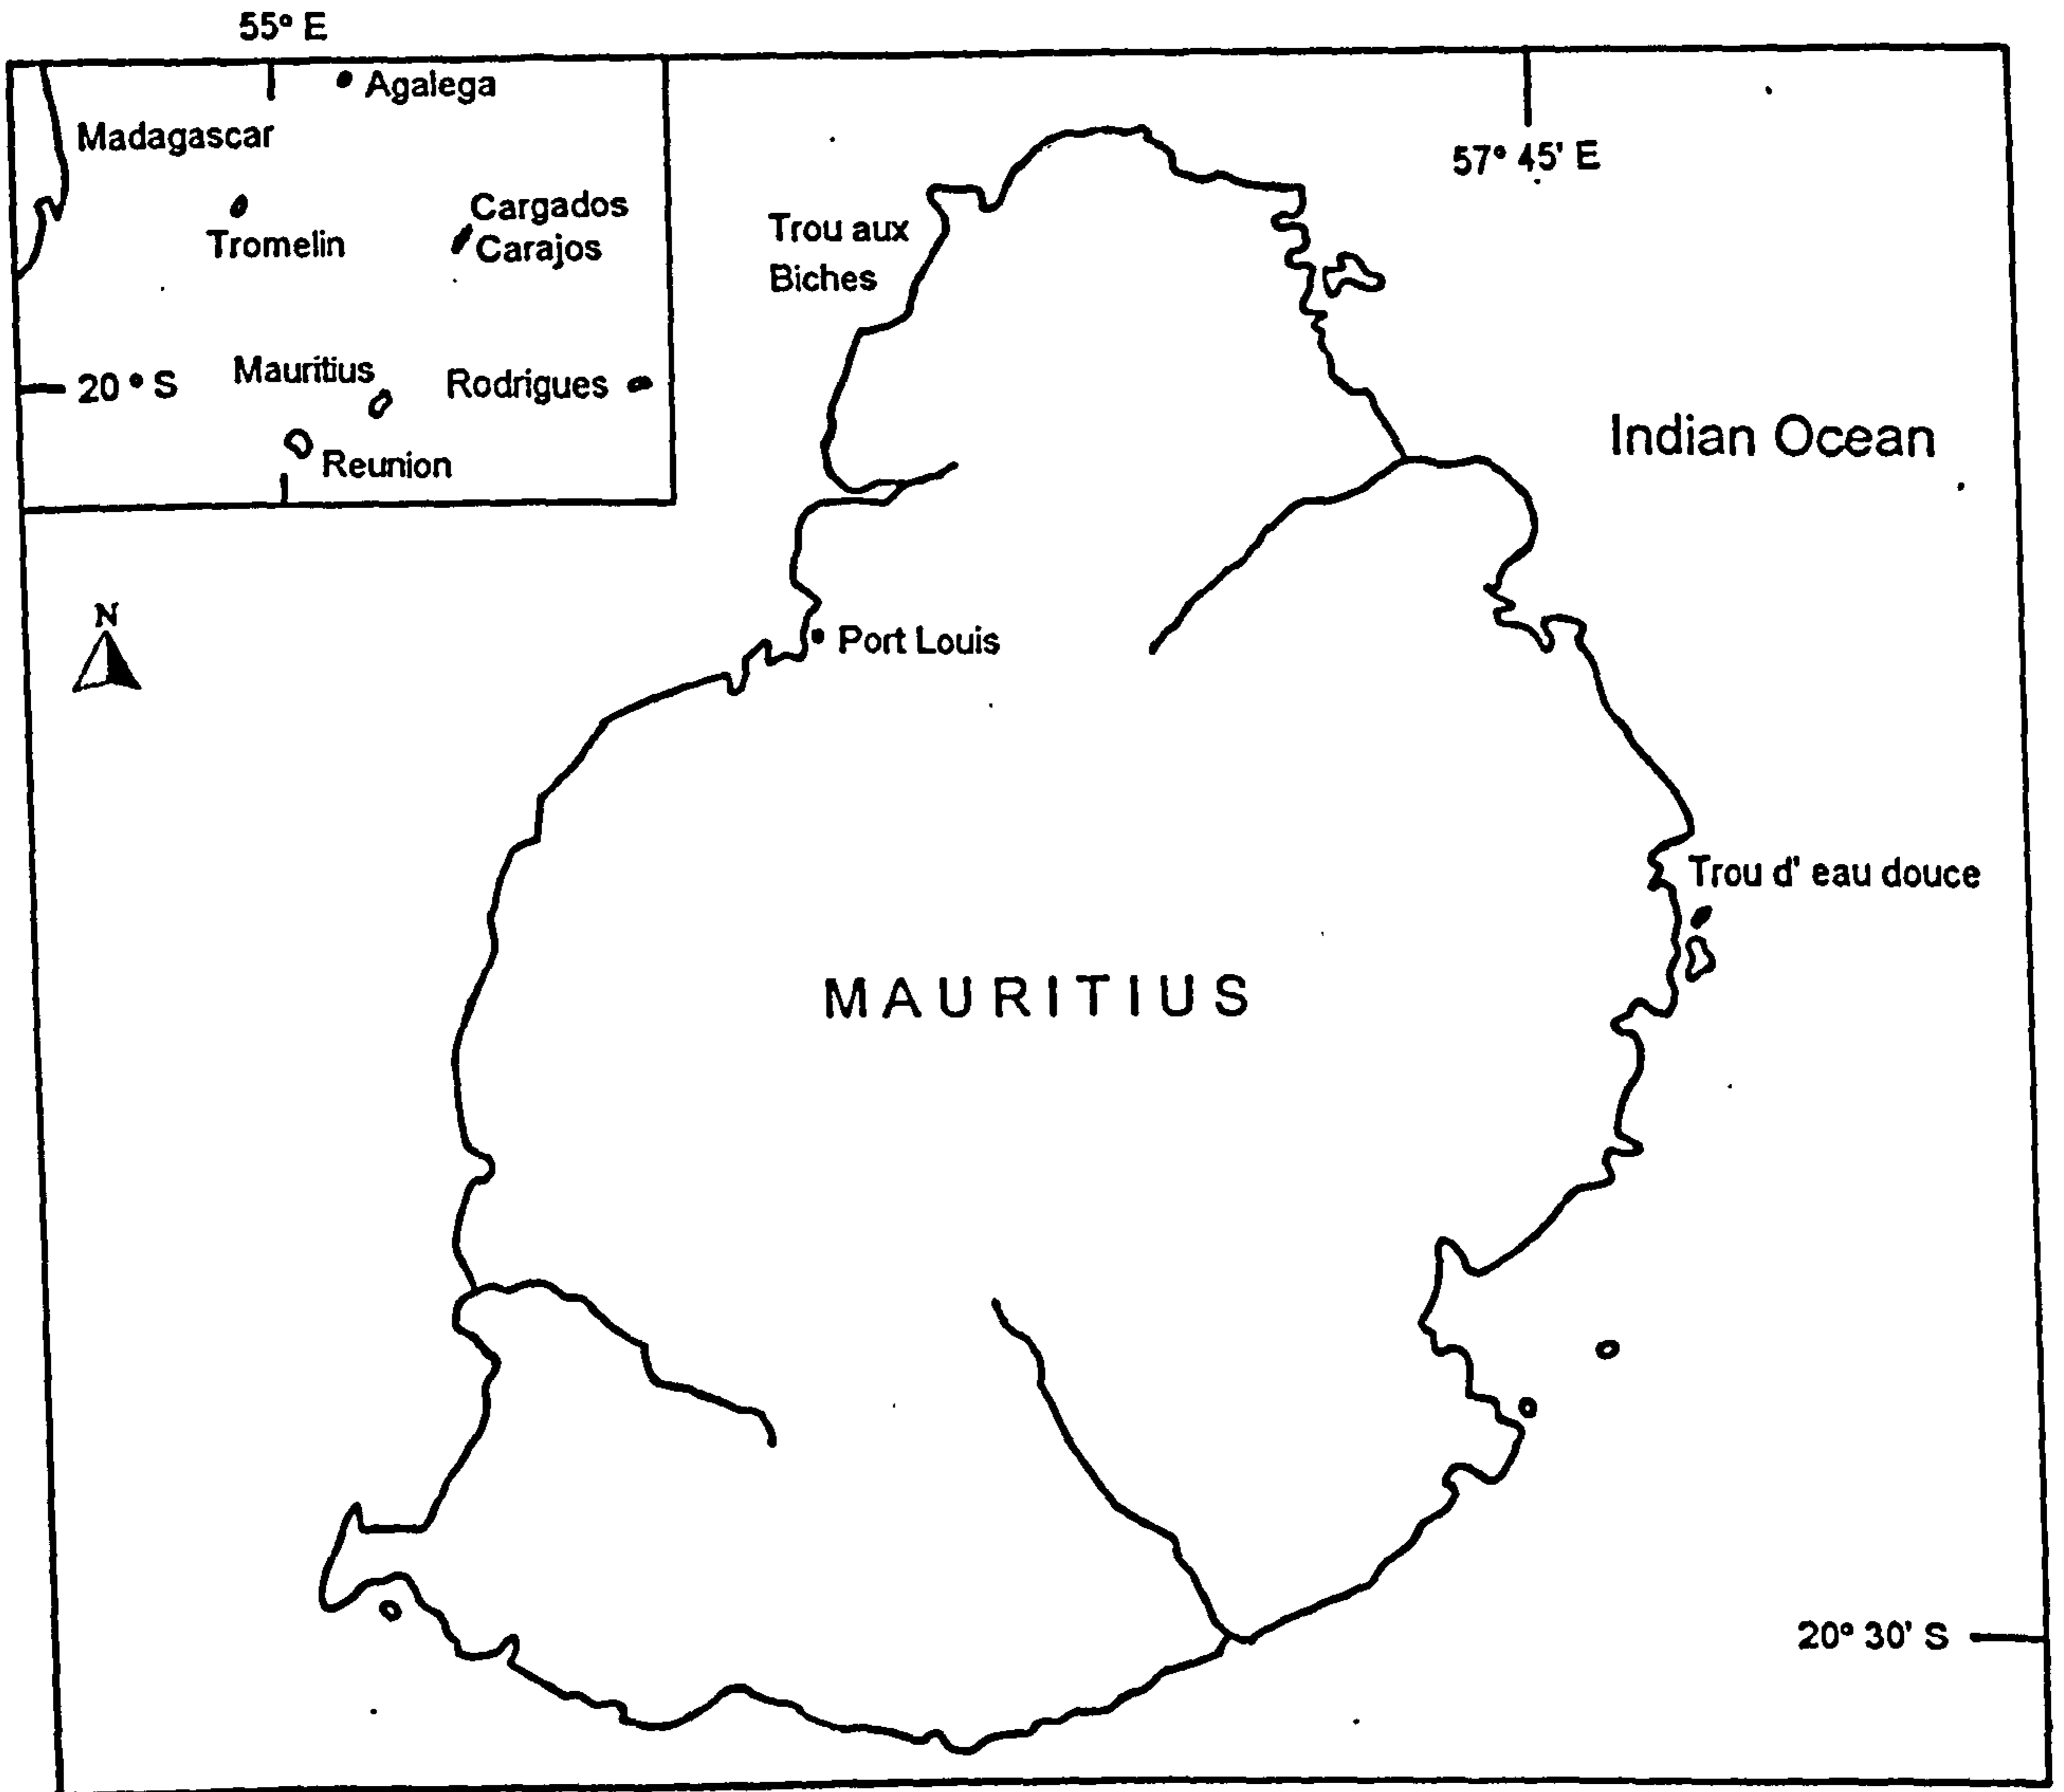 55° E
Agalega
Madagascar
57° 45' E
Cargados
Carajos
Tromelin
Trou aux
Biches
20 ° S
Mauritius
Rodrigues
Indian Ocean
Reunion
N
Port Louis
Trou d' eau douce
MAURITIUS
20° 30' S